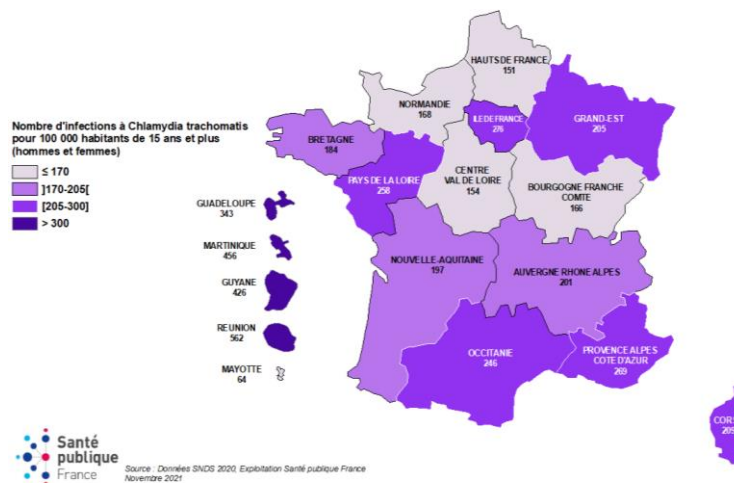 HAUTS DE FRANCE
151
NORMANDIE
168
ILE DE FRANCE
276
GRAND-EST
205
Nombre d'infections à Chlamydia trachomatis
pour 100 000 habitants de 15 ans et plus
(hommes et femmes)
≤ 170
]170-205[
[205-300]
> 300
BRETAGNE
184
PAYS DE LA LOIRE
258
CENTRE
VAL DE LOIRE
154
BOURGOGNE FRANCHE
COMTE
166
GUADELOUPE
343
MARTINIQUE
456
GUYANE
426
REUNION
562
MAYOTTE
64
NOUVELLE-AQUITAINE
197
AUVERGNE RHONE ALPES
201
OCCITANIE
246
PROVENCE ALPES
COTE D'AZUR
269
CORS
209
Santé
publique
France
Source : Données SNDS 2020, Exploitation Santé publique France
Novembre 2021